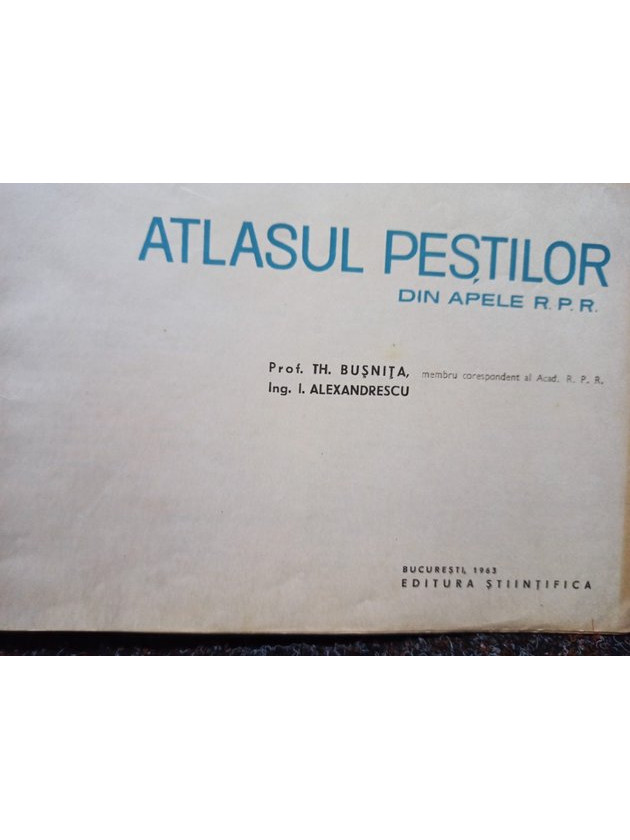 ATLASUL PEȘTILOR
DIN APELE R.P.R.
Prof. TH. BUȘNIȚA, membru corespondent al Acad. R. P. R.
Ing. I. ALEXANDRESCU
BUCUREȘTI, 1963
EDITURA ȘTIINȚIFICA